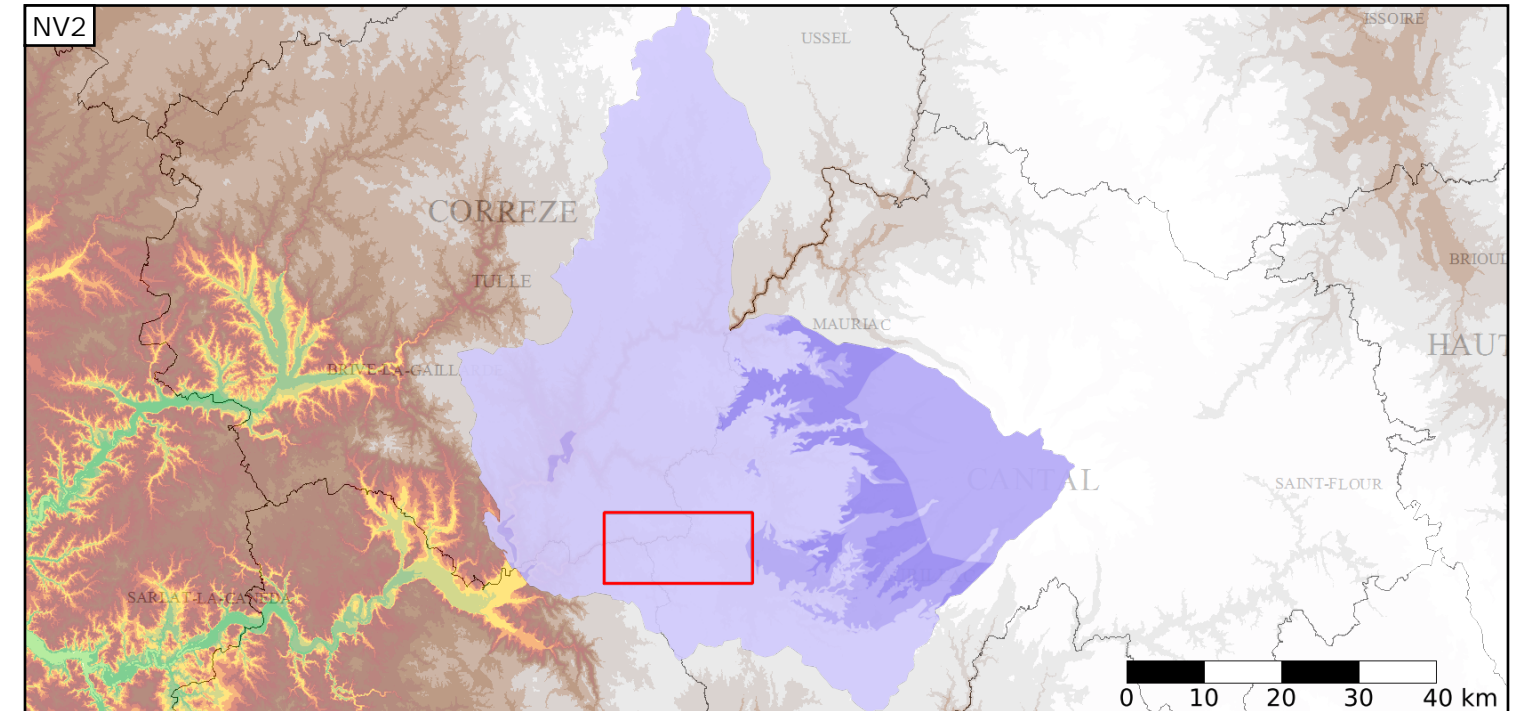 NV2
ISSOIRE
USSEL
CORREZE
TULLE
BRIOUD
MAURIAC
HAUT
BRIVE-LA-GAILLARDE
CANTAL
SAINT-FLOUR
SARLAT-LA-CANEDA
0 10 20 30 40 km